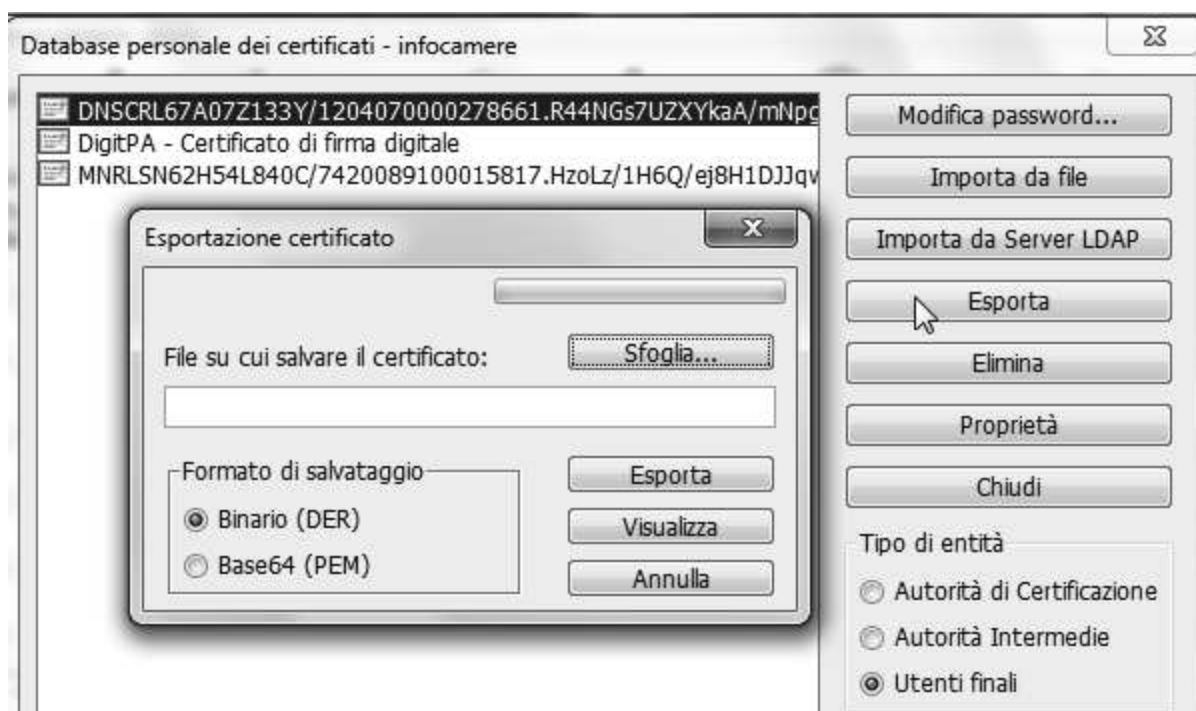 Database personale dei certificati - infocamere
DNSCRL67A07Z133Y/1204070000278661.R44NGs7UZXYkaA/mNpg
DigitPA - Certificato di firma digitale
MNRLSN62H54L840C/7420089100015817.HzoLz/1H6Q/ej8H1DJJqv
Modifica password...
Importa da file
Importa da Server LDAP
Esporta
Elimina
Proprietà
Chiudi
Tipo di entità
Autorità di Certificazione
Autorità Intermedie
Utenti finali
Esportazione certificato
File su cui salvare il certificato:
Sfoglia...
Formato di salvataggio
Binario (DER)
Base64 (PEM)
Esporta
Visualizza
Annulla